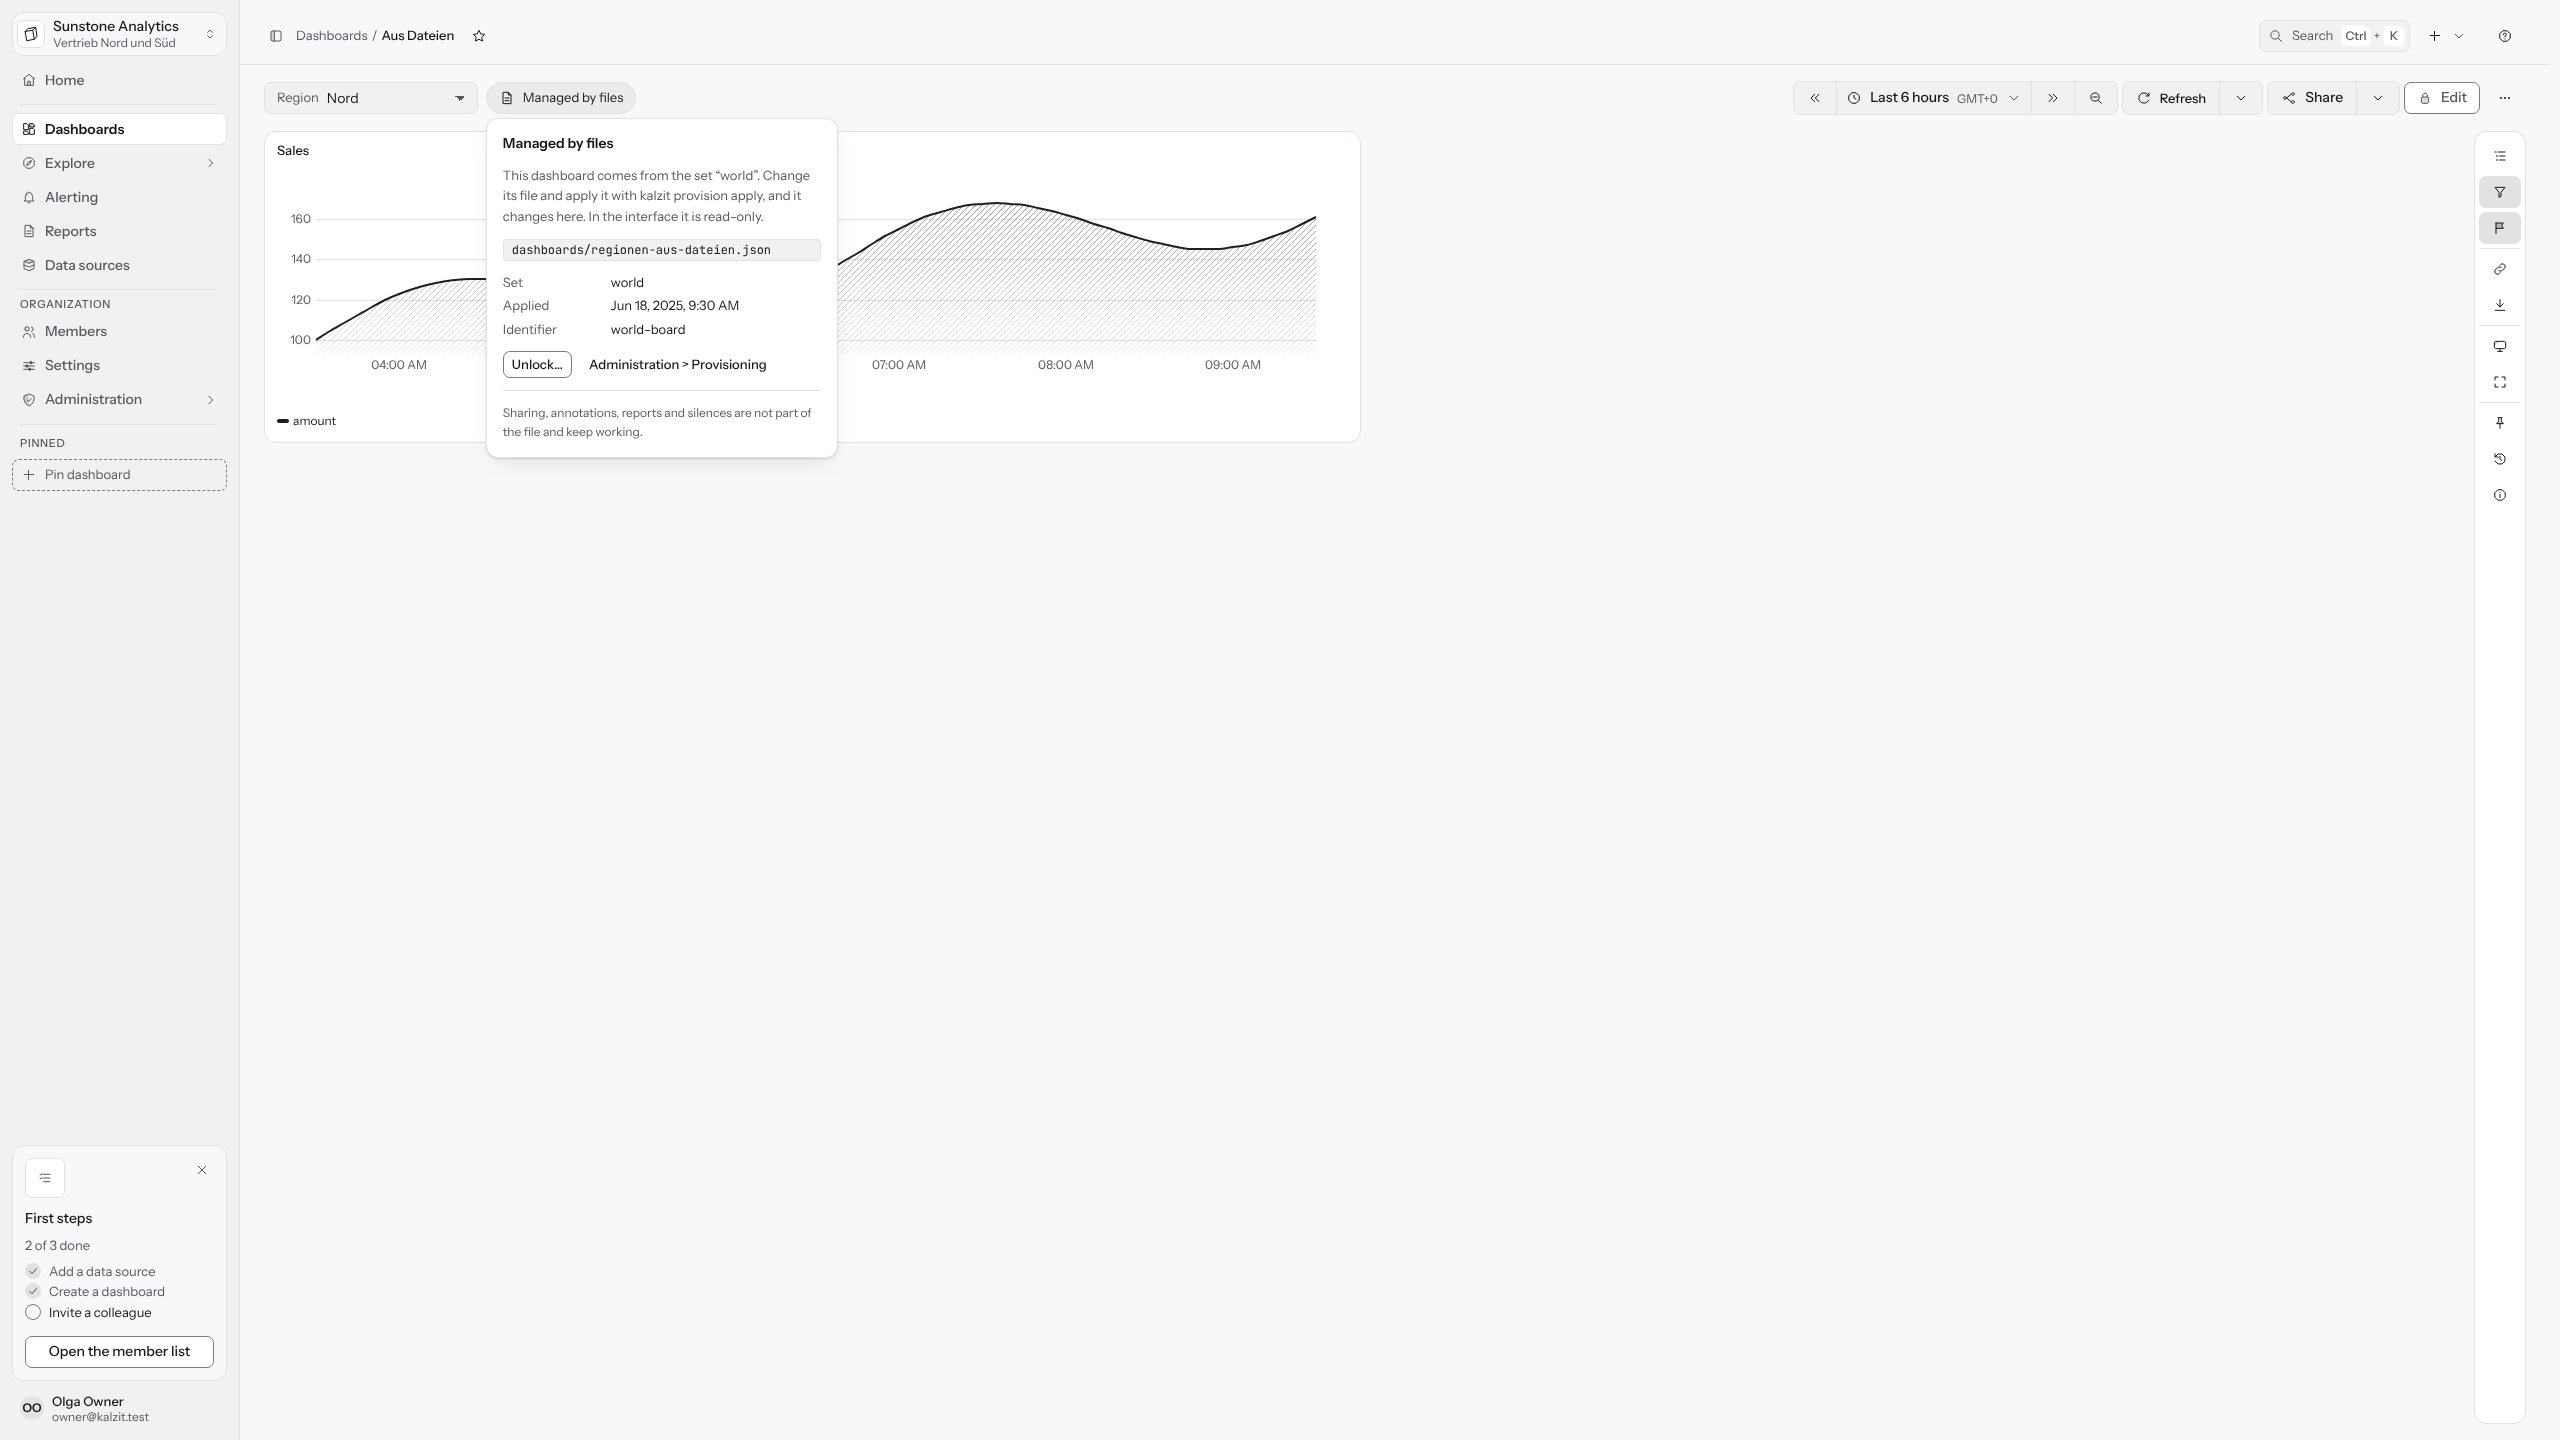 Sunstone Analytics
Vertrieb Nord und Süd
Home
Dashboards
Explore
Alerting
Reports
Data sources
ORGANIZATION
Members
Settings
Administration
PINNED
Pin dashboard
First steps
2 of 3 done
Add a data source
Create a dashboard
Invite a colleague
Open the member list
OO
Olga Owner
owner@kalzit.test
Dashboards / Aus Dateien
Search Ctrl + K
Region Nord
Managed by files
Last 6 hours GMT+0
Refresh
Share
Edit
Sales
160
140
120
100
04:00 AM
07:00 AM
08:00 AM
09:00 AM
amount
Managed by files
This dashboard comes from the set “world”. Change
its file and apply it with kalzit provision apply, and it
changes here. In the interface it is read-only.
dashboards/regionen-aus-dateien.json
Set world
Applied Jun 18, 2025, 9:30 AM
Identifier world-board
Unlock…
Administration > Provisioning
Sharing, annotations, reports and silences are not part of
the file and keep working.